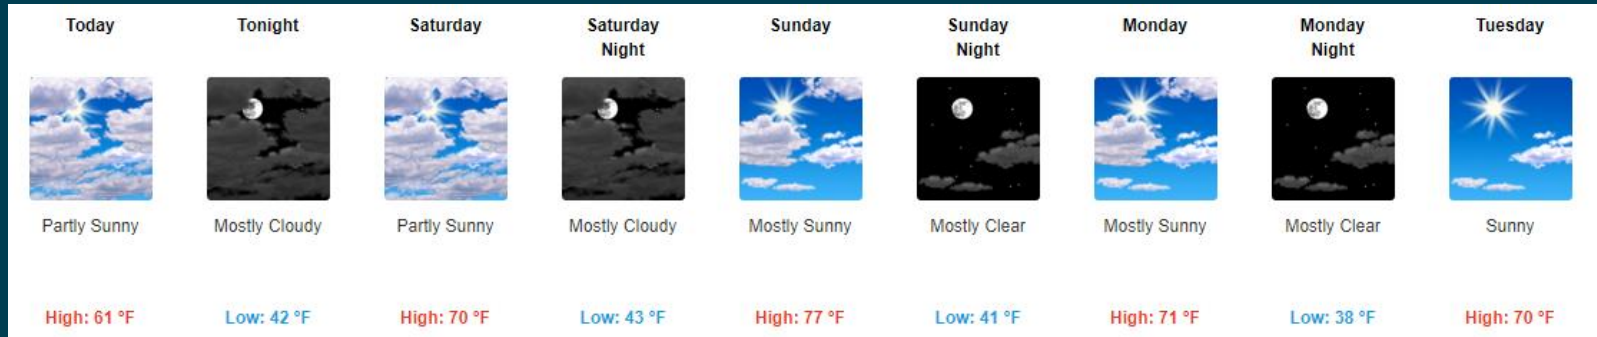 Today
Partly Sunny
High: 61 °F
Tonight
Mostly Cloudy
Low: 42 °F
Saturday
Partly Sunny
High: 70 °F
Saturday
Night
Mostly Cloudy
Low: 43 °F
Sunday
Mostly Sunny
High: 77 °F
Sunday
Night
Mostly Clear
Low: 41 °F
Monday
Mostly Sunny
High: 71 °F
Monday
Night
Mostly Clear
Low: 38 °F
Tuesday
Sunny
High: 70 °F